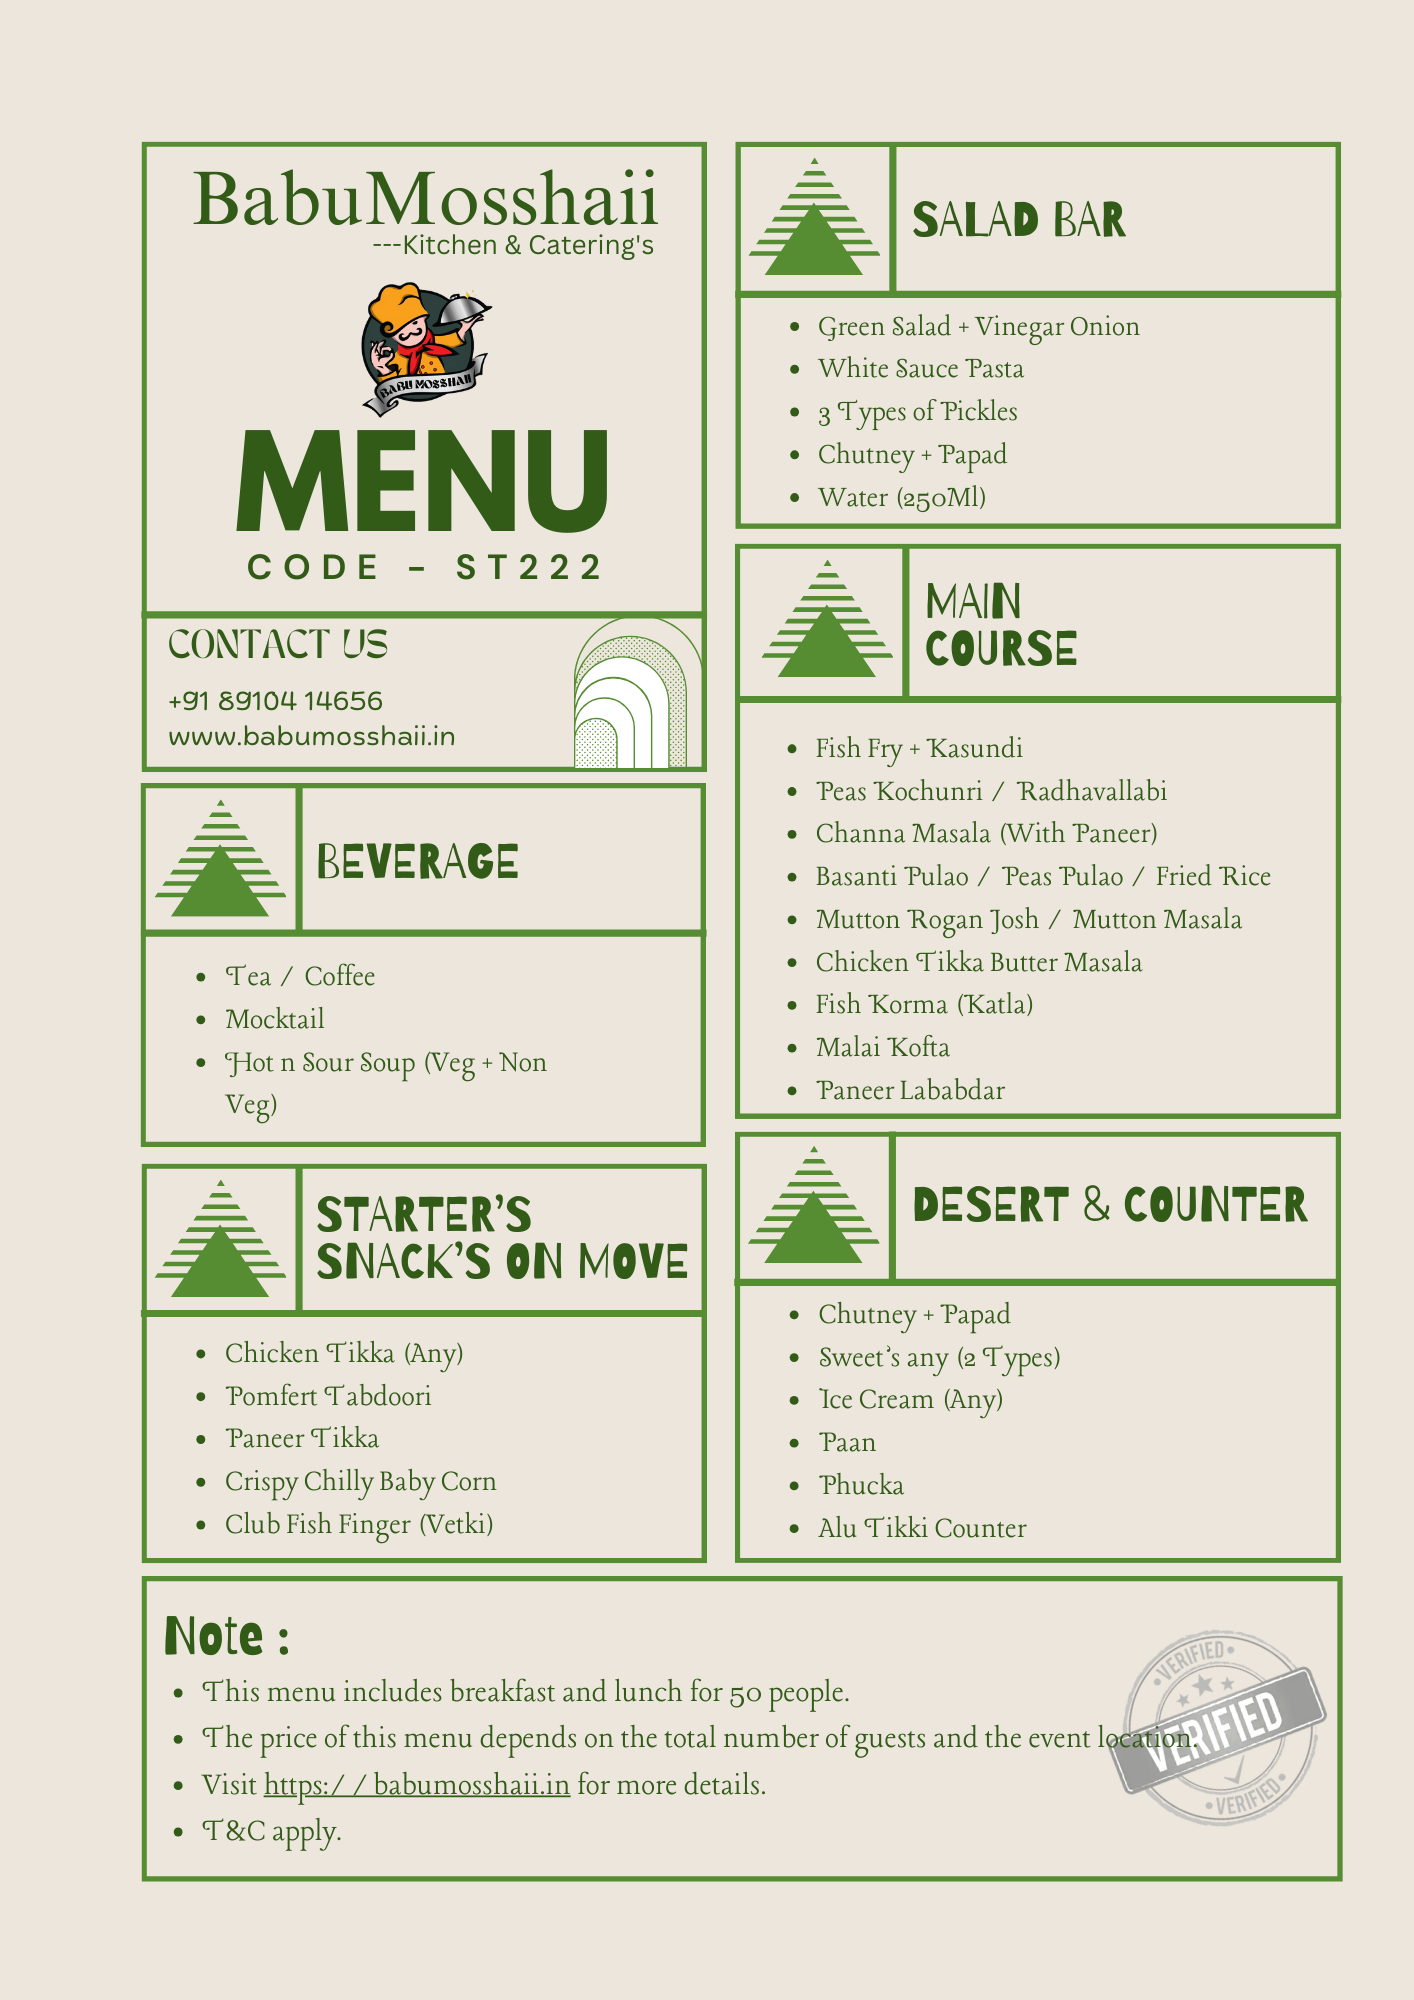 BabuMosshaii
---Kitchen & Catering's
BABU MOSSHAII
MENU
CODE - ST222
CONTACT US
+91 89104 14656
www.babumosshaii.in
BEVERAGE
• Tea / Coffee
• Mocktail
• Hot n Sour Soup (Veg + Non
Veg)
STARTER'S
SNACK'S ON MOVE
• Chicken Tikka (Any)
• Pomfert Tabdoori
• Paneer Tikka
• Crispy Chilly Baby Corn
• Club Fish Finger (Vetki)
SALAD BAR
• Green Salad + Vinegar Onion
• White Sauce Pasta
• 3 Types of Pickles
• Chutney + Papad
• Water (250Ml)
MAIN
COURSE
• Fish Fry + Kasundi
• Peas Kochunri / Radhavallabi
• Channa Masala (With Paneer)
• Basanti Pulao / Peas Pulao / Fried Rice
• Mutton Rogan Josh / Mutton Masala
• Chicken Tikka Butter Masala
• Fish Korma (Katla)
• Malai Kofta
• Paneer Lababdar
DESERT & COUNTER
• Chutney + Papad
• Sweet's any (2 Types)
• Ice Cream (Any)
• Paan
• Phucka
• Alu Tikki Counter
Note :
• This menu includes breakfast and lunch for 50 people.
• The price of this menu depends on the total number of guests and the event location.
• Visit https://babumosshaii.in for more details.
• T&C apply.
VERIFIED
VERIFIED
VERIFIED